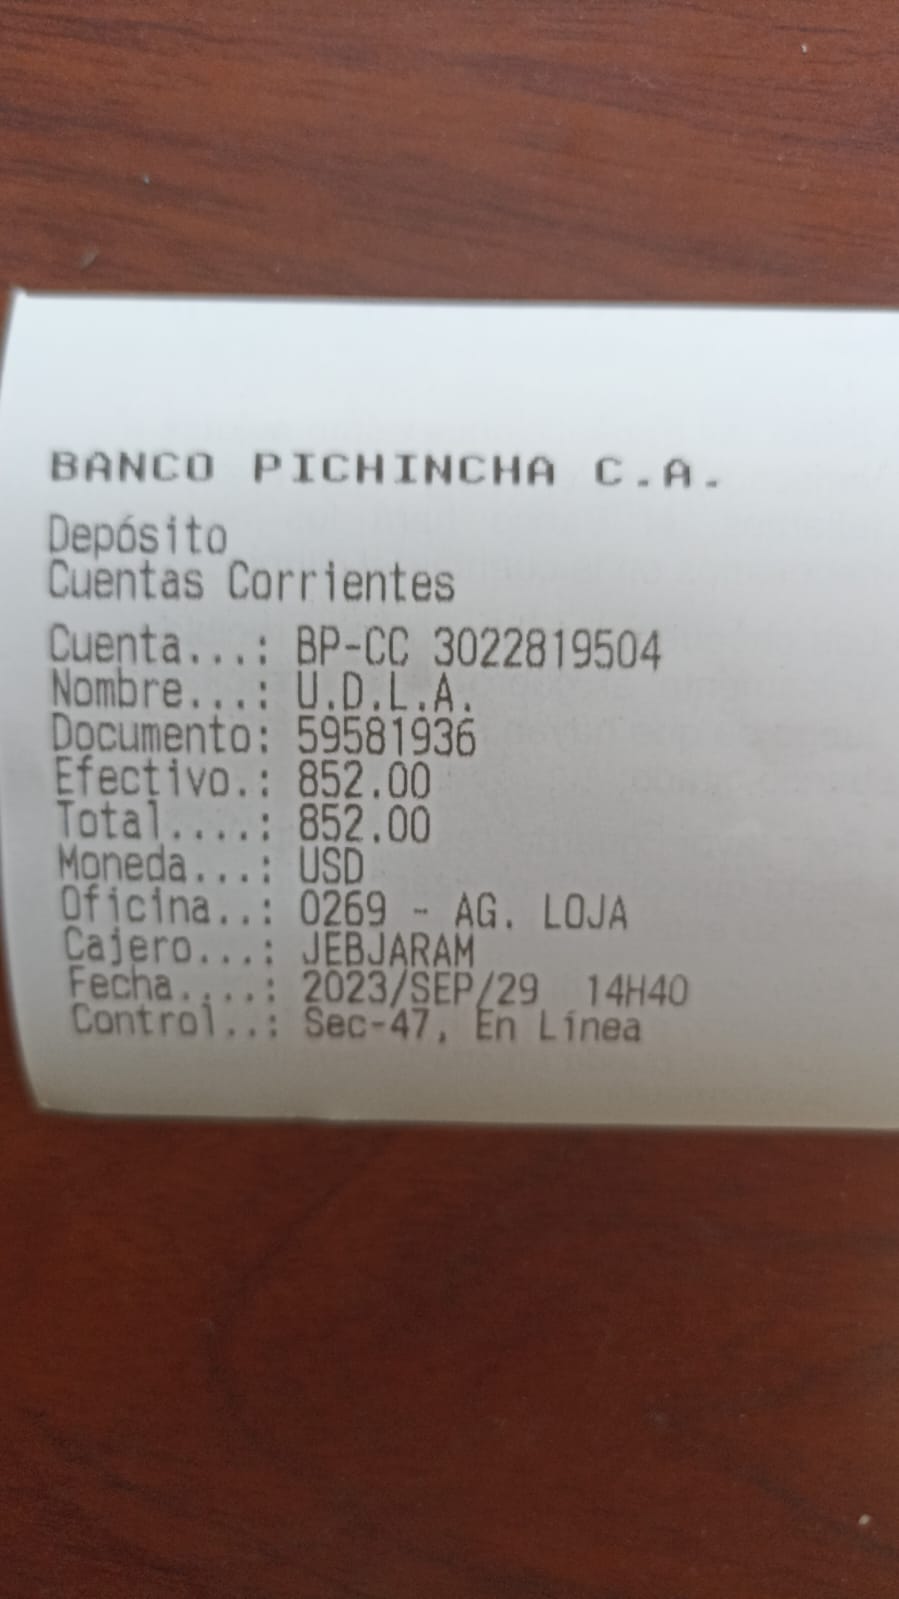 BANCO PICHINCHA C.A.
Depósito
Cuentas Corrientes
Cuenta...: BP-CC 3022819504
Nombre...: U.D.L.A.
Documento: 59581936
Efectivo.: 852.00
Total....: 852.00
Moneda...: USD
Oficina..: 0269 - AG. LOJA
Cajero...: JEBJARAM
Fecha....: 2023/SEP/29 14H40
Control..: Sec-47, En Línea